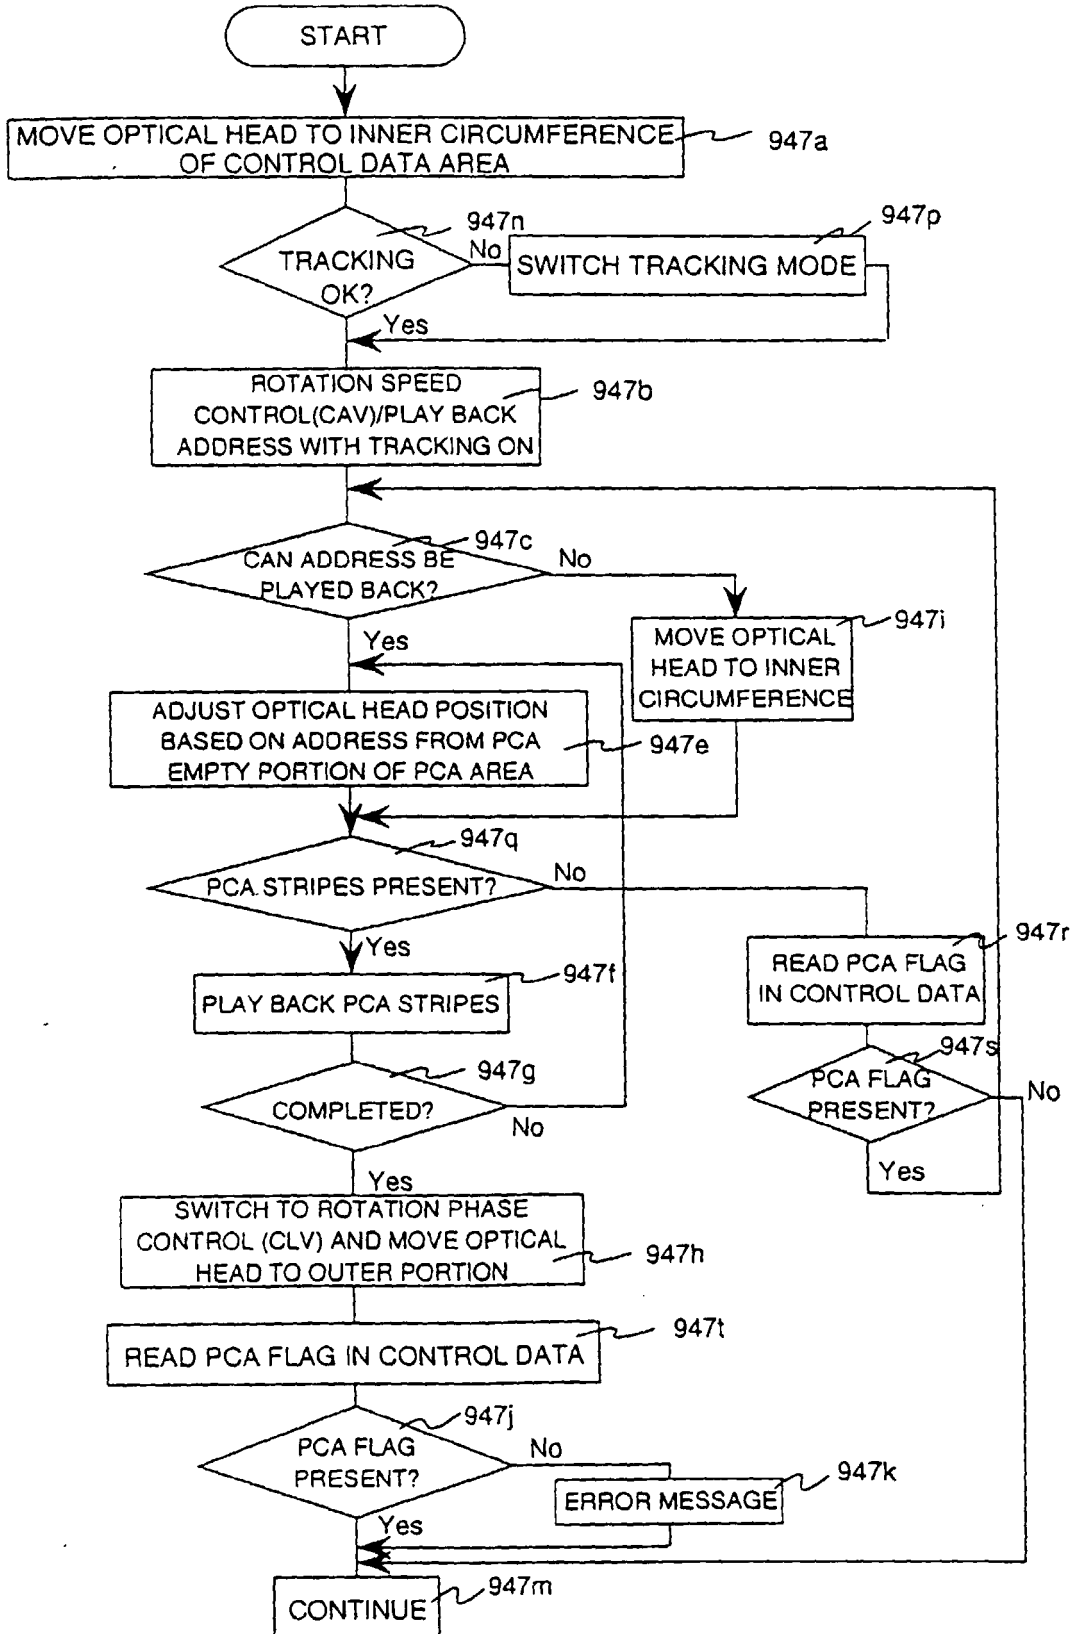 START
MOVE OPTICAL HEAD TO INNER CIRCUMFERENCE
OF CONTROL DATA AREA
947a
947n
TRACKING
OK?
No
947p
SWITCH TRACKING MODE
Yes
ROTATION SPEED
CONTROL(CAV)/PLAY BACK
ADDRESS WITH TRACKING ON
947b
947c
CAN ADDRESS BE
PLAYED BACK?
No
Yes
947i
MOVE OPTICAL
HEAD TO INNER
CIRCUMFERENCE
ADJUST OPTICAL HEAD POSITION
BASED ON ADDRESS FROM PCA
EMPTY PORTION OF PCA AREA
947e
947q
PCA STRIPES PRESENT?
No
Yes
947r
READ PCA FLAG
IN CONTROL DATA
947f
PLAY BACK PCA STRIPES
947s
PCA FLAG
PRESENT?
No
Yes
947g
COMPLETED?
No
Yes
SWITCH TO ROTATION PHASE
CONTROL (CLV) AND MOVE OPTICAL
HEAD TO OUTER PORTION
947h
947t
READ PCA FLAG IN CONTROL DATA
947j
PCA FLAG
PRESENT?
No
947k
ERROR MESSAGE
Yes
947m
CONTINUE